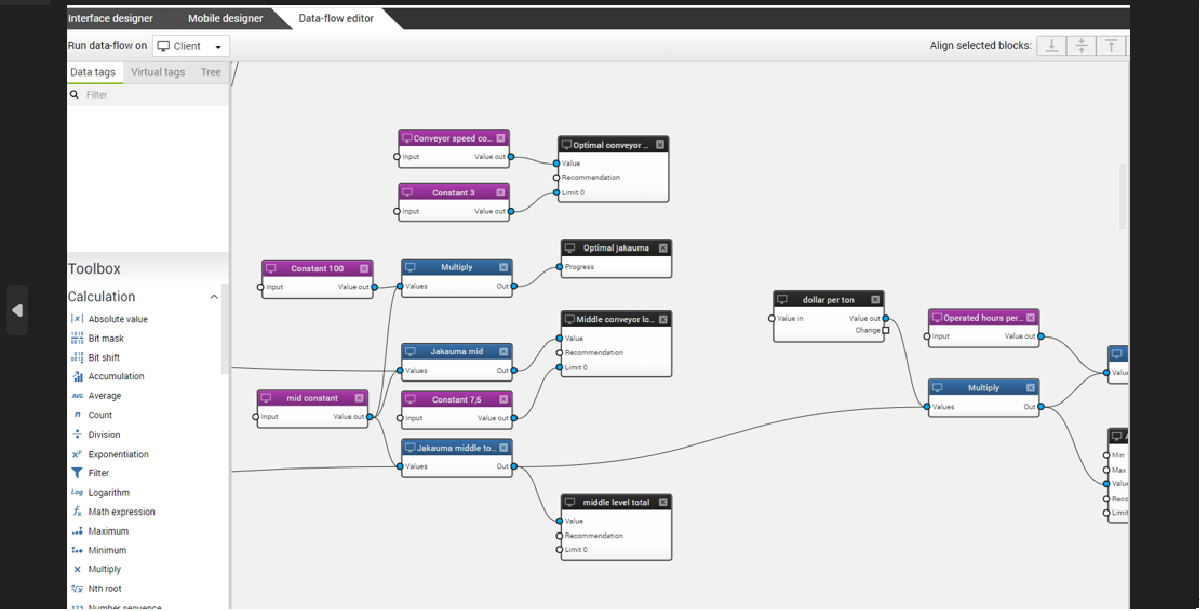 Interface designer
Mobile designer
Data-flow editor
Run data-flow on
Client
Align selected blocks:
Data tags
Virtual tags
Tree
Filter
Toolbox
Calculation
Absolute value
Bit mask
Bit shift
Accumulation
AVG Average
n Count
Division
Exponentiation
Filter
Log Logarithm
Math expression
Maximum
Minimum
Multiply
Nth root
Number sequence
Conveyor speed co...
Input
Value out
Optimal conveyor ...
Value
Recommendation
Limit 0
Constant 3
Input
Value out
Optimal jakauma
Progress
Constant 100
Input
Value out
Multiply
Values
Out
Middle conveyor lo...
Value
Recommendation
Limit 0
Jakauma mid
Values
Out
mid constant
Input
Value out
Constant 7,5
Input
Value out
Jakauma middle to...
Values
Out
middle level total
Value
Recommendation
Limit 0
dollar per ton
Value in
Value out
Change
Operated hours per...
Input
Value out
Multiply
Values
Out
Valu
Min
Max
Valu
Reco
Limit